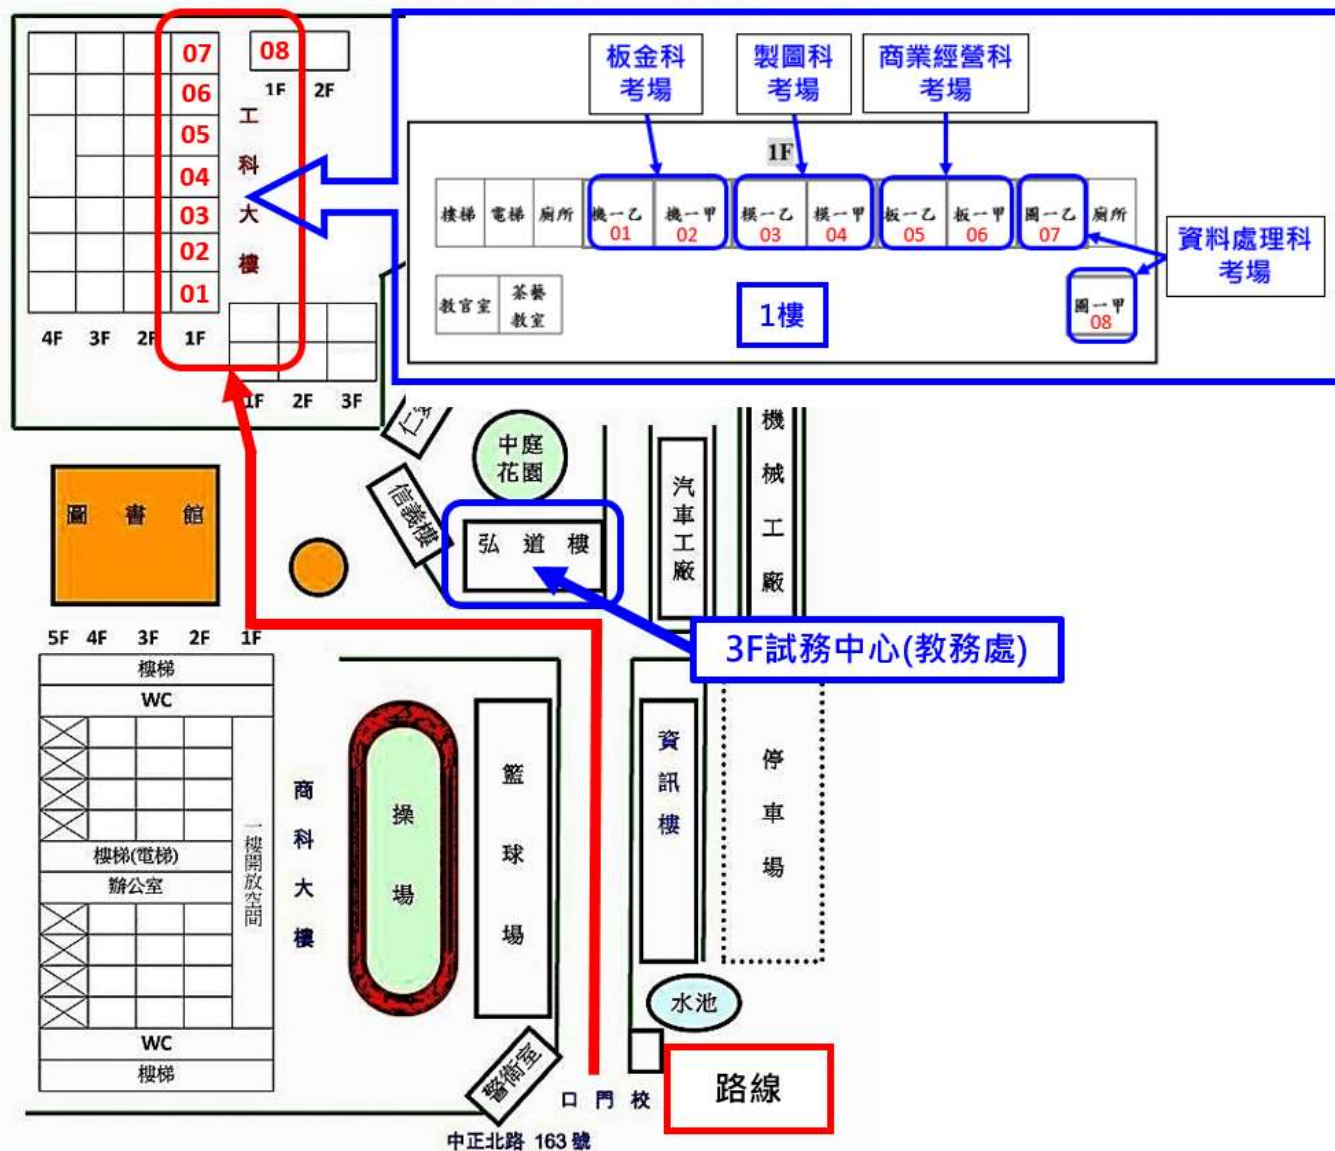 07
08
06
1F 2F
05
04
03
02
01
工科大樓
4F 3F 2F 1F
1F 2F 3F
板金科
考場
製圖科
考場
商業經營科
考場
1F
樓梯 電梯 廁所 機一乙 機一甲 模一乙 模一甲 板一乙 板一甲 圖一乙 廁所
01 02 03 04 05 06 07
資料處理科
考場
教官室
茶藝
教室
1樓
圖一甲
08
中庭
花園
信義樓
弘道樓
汽車工廠
機械工廠
圖書館
3F試務中心(教務處)
5F 4F 3F 2F 1F
樓梯
WC
樓梯(電梯)
辦公室
一樓開放空間
WC
樓梯
商科大樓
操場
籃球場
資訊樓
停車場
水池
警衛室
口門校
路線
中正北路 163 號